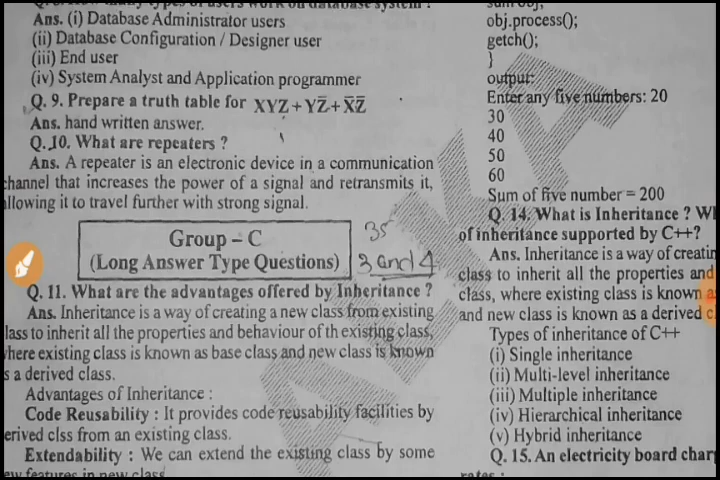 Ans. (i) Database Administrator users
(ii) Database Configuration / Designer user
(iii) End user
(iv) System Analyst and Application programmer
Q. 9. Prepare a truth table for XYZ + YZ̅ + X̅Z̅
Ans. hand written answer.
Q. 10. What are repeaters ?
Ans. A repeater is an electronic device in a communication
channel that increases the power of a signal and retransmits it,
allowing it to travel further with strong signal.
Group – C
(Long Answer Type Questions)
35
3 and 4
Q. 11. What are the advantages offered by Inheritance ?
Ans. Inheritance is a way of creating a new class from existing
lass to inherit all the properties and behaviour of th existing class,
where existing class is known as base class and new class is known
s a derived class.
Advantages of Inheritance :
Code Reusability : It provides code reusability facilities by
erived clss from an existing class.
Extendability : We can extend the existing class by some
ew features in new class
obj.process();
getch();
}
output:
Enter any five numbers: 20
30
40
50
60
Sum of five number = 200
Q. 14. What is Inheritance ?
of inheritance supported by C++?
Ans. Inheritance is a way of creatin
class to inherit all the properties and
class, where existing class is known
and new class is known as a derived
Types of inheritance of C++
(i) Single inheritance
(ii) Multi-level inheritance
(iii) Multiple inheritance
(iv) Hierarchical inheritance
(v) Hybrid inheritance
Q. 15. An electricity board char